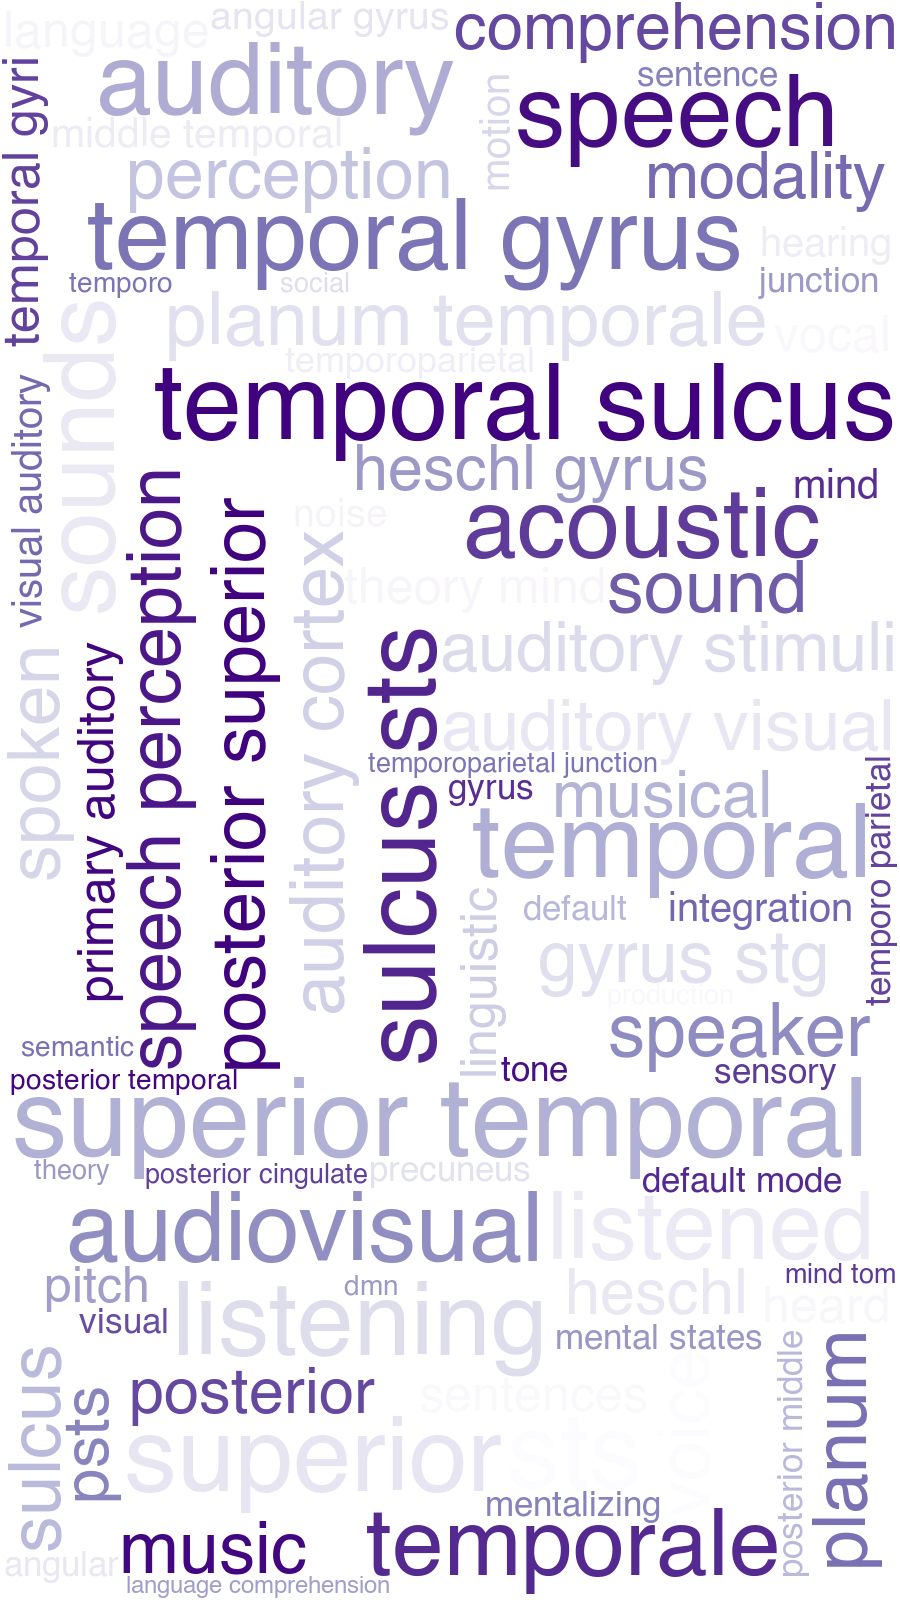 language
angular gyrus
comprehension
auditory
sentence
temporal gyri
motion
speech
middle temporal
perception
modality
temporal gyrus
hearing
temporo
social
junction
sounds
planum temporale
vocal
temporoparietal
temporal sulcus
visual auditory
heschl gyrus
mind
speech perception
posterior superior
noise
acoustic
auditory cortex
theory mind
sound
sulcus sts
auditory stimuli
spoken
primary auditory
auditory visual
temporoparietal junction
gyrus
musical
temporo parietal
temporal
linguistic
default
integration
gyrus stg
production
speaker
semantic
tone
sensory
posterior temporal
superior temporal
theory
posterior cingulate
precuneus
default mode
audiovisual
listened
pitch
dmn
heschl
mind tom
visual
listening
heard
mental states
sulcus
psts
posterior
sentences
voice
posterior middle
planum
superior
sts
mentalizing
music
temporale
angular
language comprehension